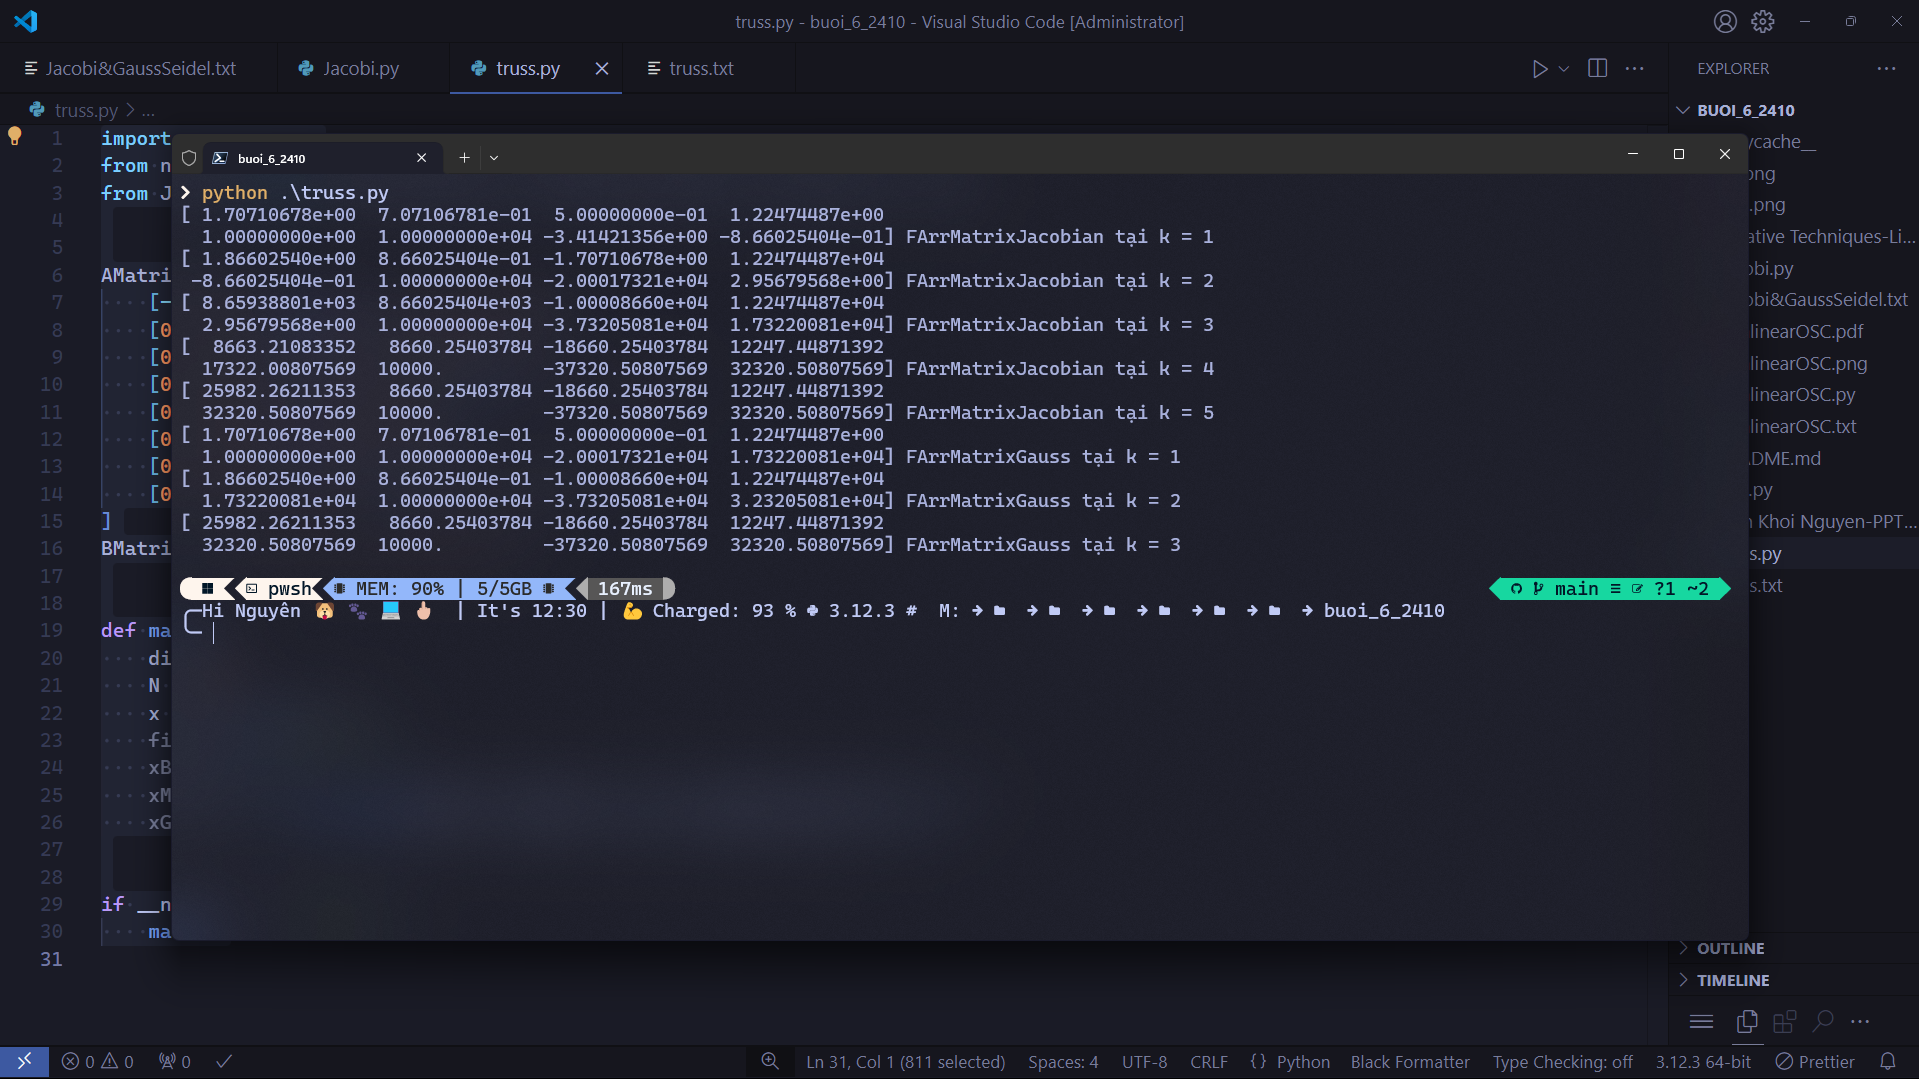 truss.py - buoi_6_2410 - Visual Studio Code [Administrator]
Jacobi&GaussSeidel.txt
Jacobi.py
truss.py
truss.txt
EXPLORER
truss.py > ...
BUOI_6_2410
1 import
2 from n
3 from J
4
5
6 AMatri
7 [-
8 [0
9 [0
10 [0
11 [0
12 [0
13 [0
14 [0
15 ]
16 BMatri
17
18
19 def ma
20 di
21 N
22 x
23 fi
24 xB
25 xM
26 xG
27
28
29 if __n
30 ma
31
buoi_6_2410
python .\truss.py
[ 1.70710678e+00 7.07106781e-01 5.00000000e-01 1.22474487e+00
1.00000000e+00 1.00000000e+04 -3.41421356e+00 -8.66025404e-01] FArrMatrixJacobian tại k = 1
[ 1.86602540e+00 8.66025404e-01 -1.70710678e+00 1.22474487e+04
-8.66025404e-01 1.00000000e+04 -2.00017321e+04 2.95679568e+00] FArrMatrixJacobian tại k = 2
[ 8.65938801e+03 8.66025404e+03 -1.00008660e+04 1.22474487e+04
2.95679568e+00 1.00000000e+04 -3.73205081e+04 1.73220081e+04] FArrMatrixJacobian tại k = 3
[ 8663.21083352 8660.25403784 -18660.25403784 12247.44871392
17322.00807569 10000. -37320.50807569 32320.50807569] FArrMatrixJacobian tại k = 4
[ 25982.26211353 8660.25403784 -18660.25403784 12247.44871392
32320.50807569 10000. -37320.50807569 32320.50807569] FArrMatrixJacobian tại k = 5
[ 1.70710678e+00 7.07106781e-01 5.00000000e-01 1.22474487e+00
1.00000000e+00 1.00000000e+04 -2.00017321e+04 1.73220081e+04] FArrMatrixGauss tại k = 1
[ 1.86602540e+00 8.66025404e-01 -1.00008660e+04 1.22474487e+04
1.73220081e+04 1.00000000e+04 -3.73205081e+04 3.23205081e+04] FArrMatrixGauss tại k = 2
[ 25982.26211353 8660.25403784 -18660.25403784 12247.44871392
32320.50807569 10000. -37320.50807569 32320.50807569] FArrMatrixGauss tại k = 3
pwsh MEM: 90% | 5/5GB 167ms main ≡ ?1 ~2
Hi Nguyên 🐶 🐾 💻 👆🏻 | It's 12:30 | 💪 Charged: 93 % 3.12.3 # M: → → → → → → → buoi_6_2410
ycache__
png
.png
ative Techniques-Li...
obi.py
obi&GaussSeidel.txt
linearOSC.pdf
linearOSC.png
linearOSC.py
linearOSC.txt
DME.md
.py
Khoi Nguyen-PPT...
s.py
s.txt
OUTLINE
TIMELINE
0 0 0 Ln 31, Col 1 (811 selected) Spaces: 4 UTF-8 CRLF {} Python Black Formatter Type Checking: off 3.12.3 64-bit Prettier